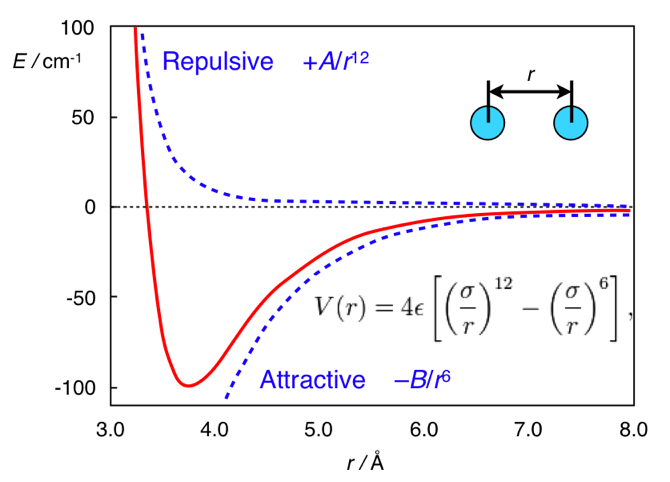 100
E / cm⁻¹
Repulsive +A/r¹²
r
50
0
-50
V(r) = 4ϵ [(σ/r)¹² − (σ/r)⁶] ,
Attractive −B/r⁶
-100
3.0 4.0 5.0 6.0 7.0 8.0
r / Å